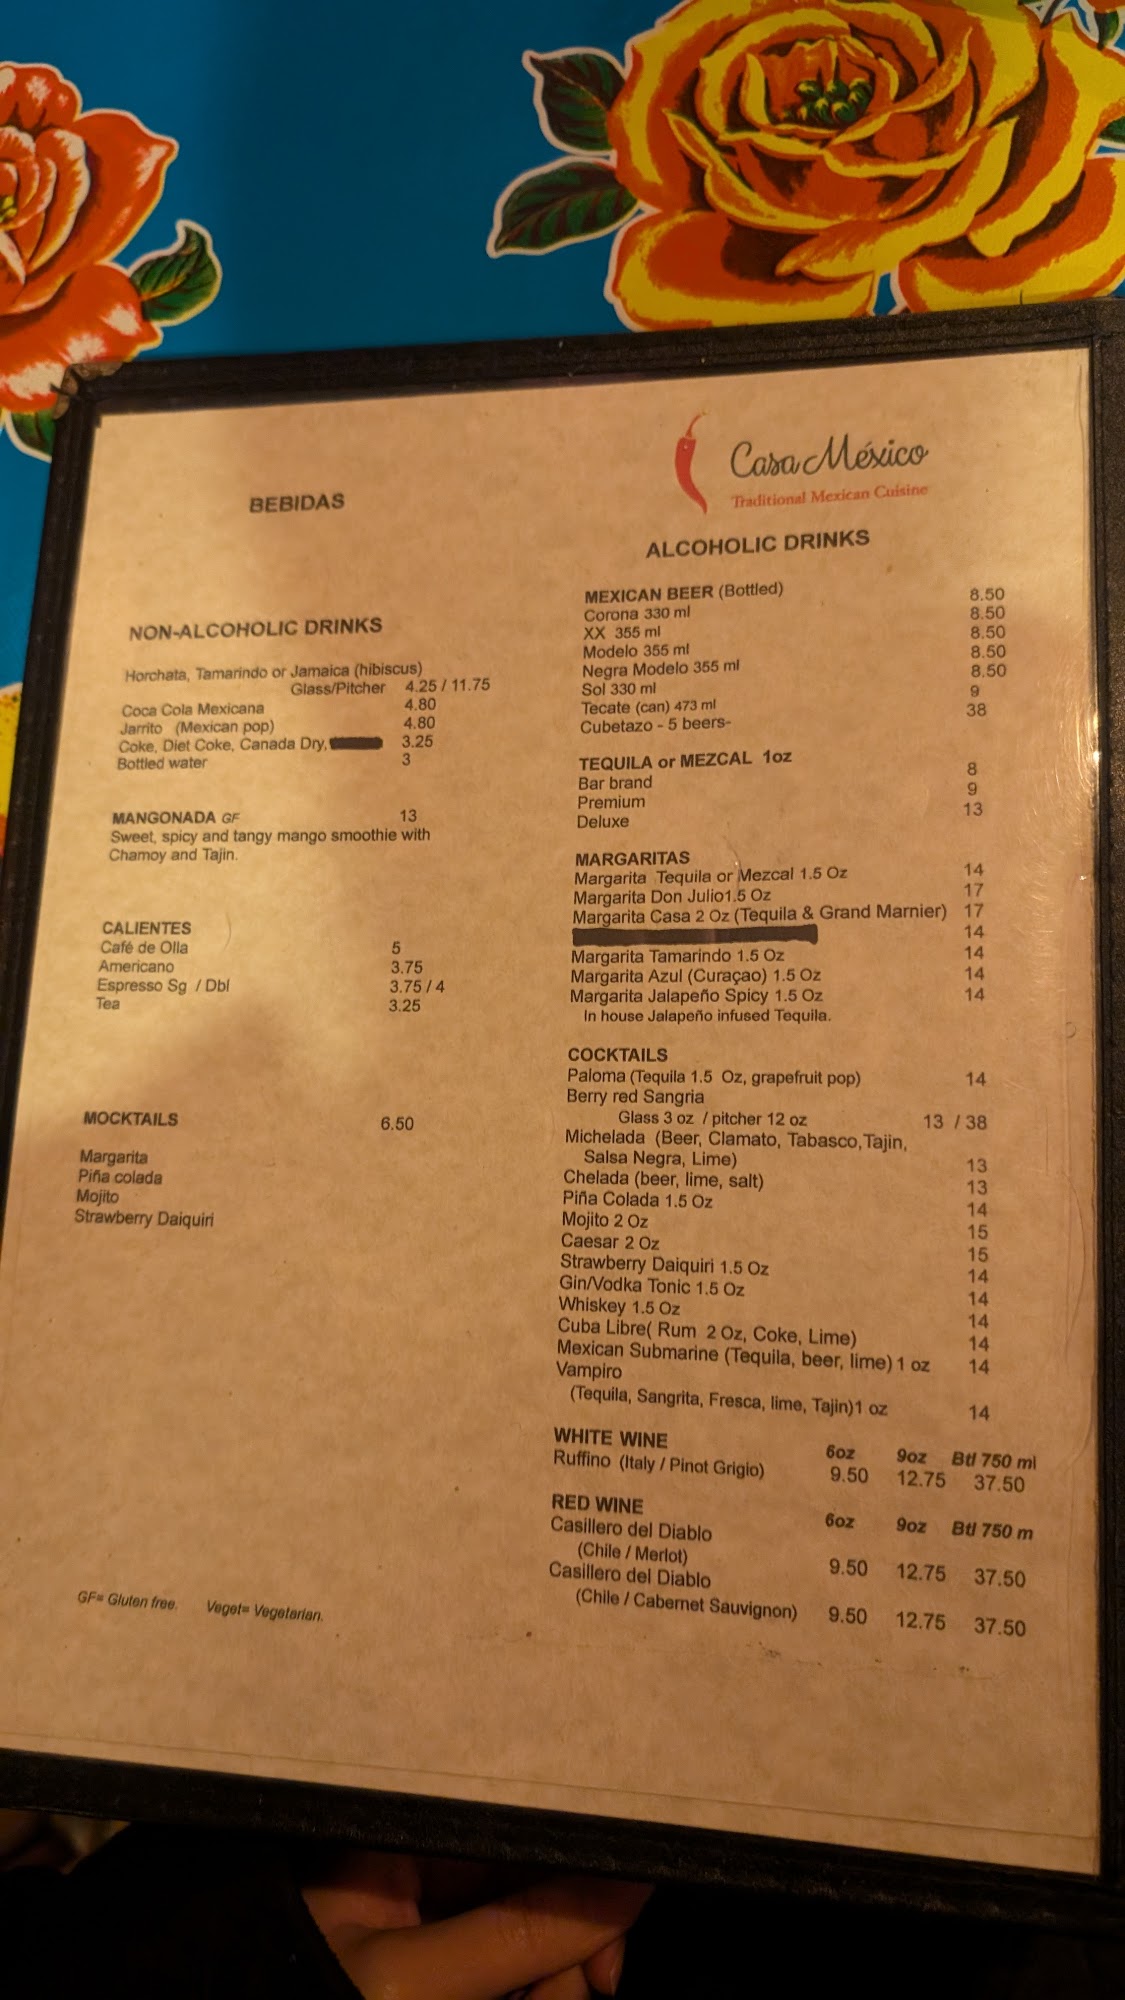 BEBIDAS
NON-ALCOHOLIC DRINKS
Horchata, Tamarindo or Jamaica (hibiscus)
Glass/Pitcher 4.25 / 11.75
Coca Cola Mexicana 4.80
Jarrito (Mexican pop) 4.80
Coke, Diet Coke, Canada Dry, 3.25
Bottled water 3
MANGONADA GF 13
Sweet, spicy and tangy mango smoothie with
Chamoy and Tajin.
CALIENTES
Café de Olla 5
Americano 3.75
Espresso Sg / Dbl 3.75 / 4
Tea 3.25
MOCKTAILS 6.50
Margarita
Piña colada
Mojito
Strawberry Daiquiri
GF= Gluten free. Veget= Vegetarian.
Casa México
Traditional Mexican Cuisine
ALCOHOLIC DRINKS
MEXICAN BEER (Bottled)
Corona 330 ml 8.50
XX 355 ml 8.50
Modelo 355 ml 8.50
Negra Modelo 355 ml 8.50
Sol 330 ml 8.50
Tecate (can) 473 ml 9
Cubetazo - 5 beers- 38
TEQUILA or MEZCAL 1oz
Bar brand 8
Premium 9
Deluxe 13
MARGARITAS
Margarita Tequila or Mezcal 1.5 Oz 14
Margarita Don Julio1.5 Oz 17
Margarita Casa 2 Oz (Tequila & Grand Marnier) 17
14
Margarita Tamarindo 1.5 Oz 14
Margarita Azul (Curaçao) 1.5 Oz 14
Margarita Jalapeño Spicy 1.5 Oz 14
In house Jalapeño infused Tequila.
COCKTAILS
Paloma (Tequila 1.5 Oz, grapefruit pop) 14
Berry red Sangria
Glass 3 oz / pitcher 12 oz 13 / 38
Michelada (Beer, Clamato, Tabasco, Tajin,
Salsa Negra, Lime) 13
Chelada (beer, lime, salt) 13
Piña Colada 1.5 Oz 14
Mojito 2 Oz 15
Caesar 2 Oz 15
Strawberry Daiquiri 1.5 Oz 14
Gin/Vodka Tonic 1.5 Oz 14
Whiskey 1.5 Oz 14
Cuba Libre( Rum 2 Oz, Coke, Lime) 14
Mexican Submarine (Tequila, beer, lime) 1 oz 14
Vampiro
(Tequila, Sangrita, Fresca, lime, Tajin)1 oz 14
WHITE WINE 6oz 9oz Btl 750 ml
Ruffino (Italy / Pinot Grigio) 9.50 12.75 37.50
RED WINE 6oz 9oz Btl 750 m
Casillero del Diablo
(Chile / Merlot) 9.50 12.75 37.50
Casillero del Diablo
(Chile / Cabernet Sauvignon) 9.50 12.75 37.50